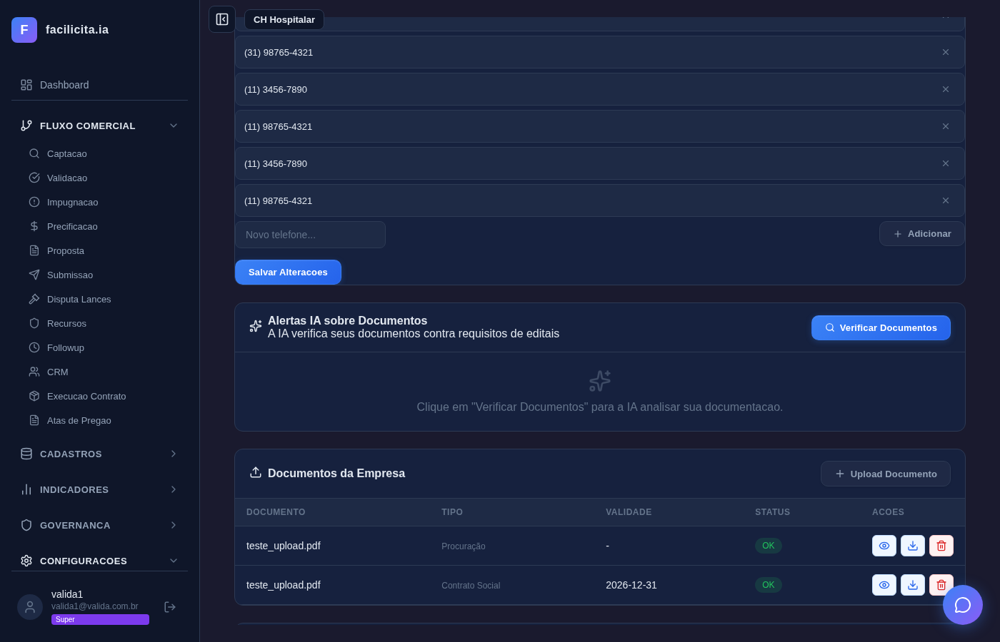 F facilicita.ia
Dashboard
FLUXO COMERCIAL
Captacao
Validacao
Impugnacao
Precificacao
Proposta
Submissao
Disputa Lances
Recursos
Followup
CRM
Execucao Contrato
Atas de Pregao
CADASTROS
INDICADORES
GOVERNANCA
CONFIGURACOES
valida1
valida1@valida.com.br
Super
CH Hospitalar
(31) 98765-4321
(11) 3456-7890
(11) 98765-4321
(11) 3456-7890
(11) 98765-4321
Novo telefone...
Adicionar
Salvar Alteracoes
Alertas IA sobre Documentos
A IA verifica seus documentos contra requisitos de editais
Verificar Documentos
Clique em "Verificar Documentos" para a IA analisar sua documentacao.
Documentos da Empresa
Upload Documento
DOCUMENTO TIPO VALIDADE STATUS ACOES
teste_upload.pdf Procuração - OK
teste_upload.pdf Contrato Social 2026-12-31 OK